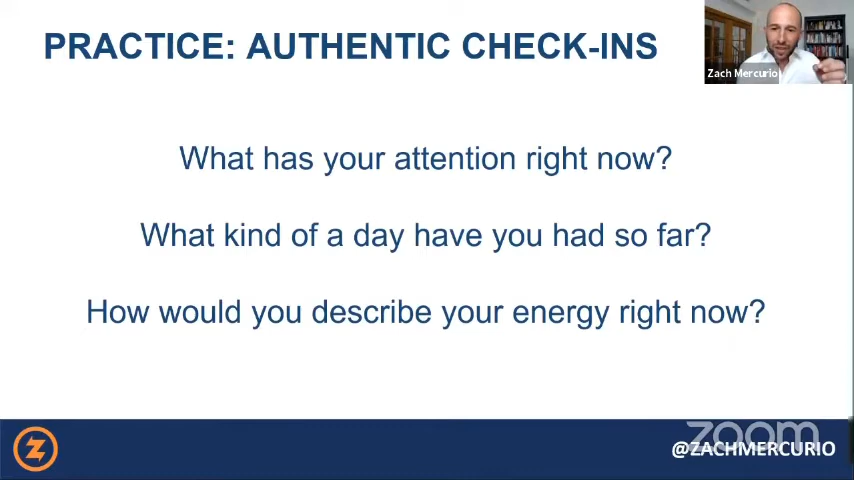 PRACTICE: AUTHENTIC CHECK-INS
Zach Mercurio
What has your attention right now?
What kind of a day have you had so far?
How would you describe your energy right now?
zoom
@ZACHMERCURIO